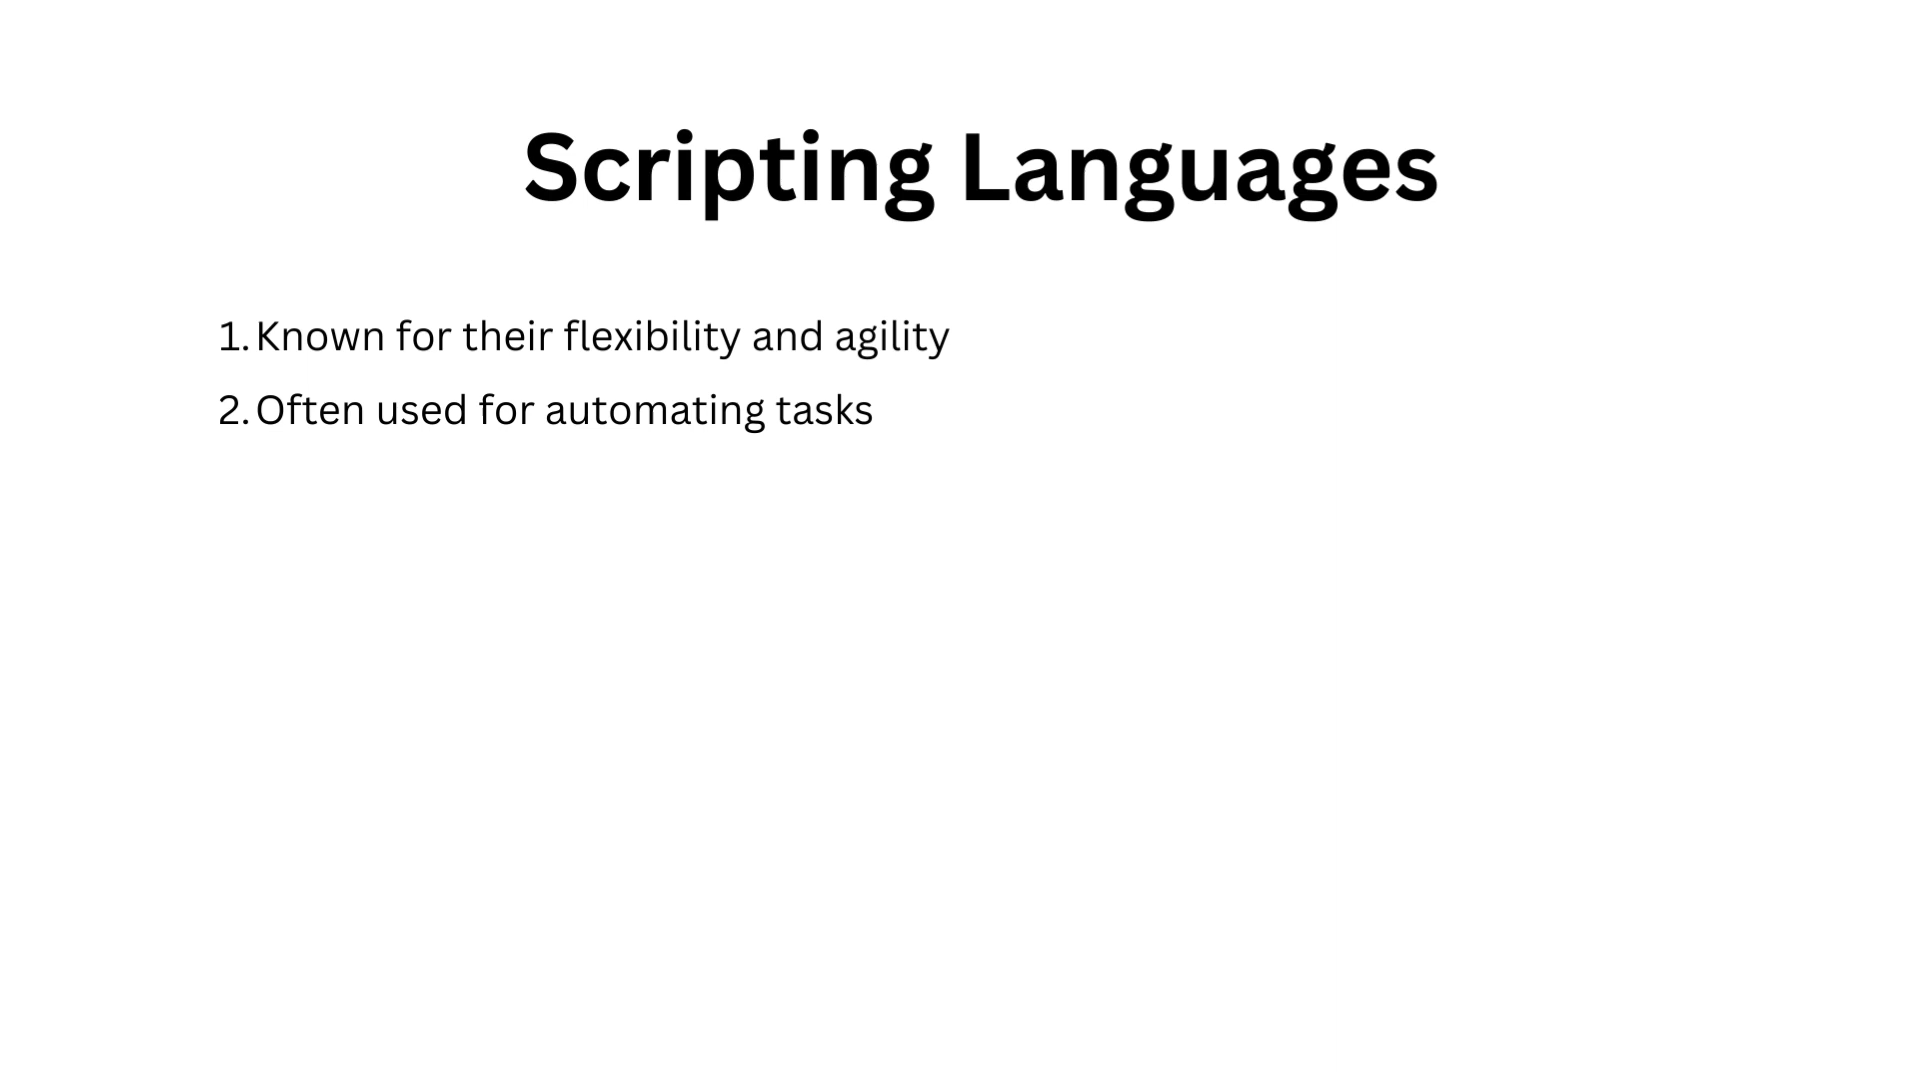 Scripting Languages
1. Known for their flexibility and agility
2. Often used for automating tasks